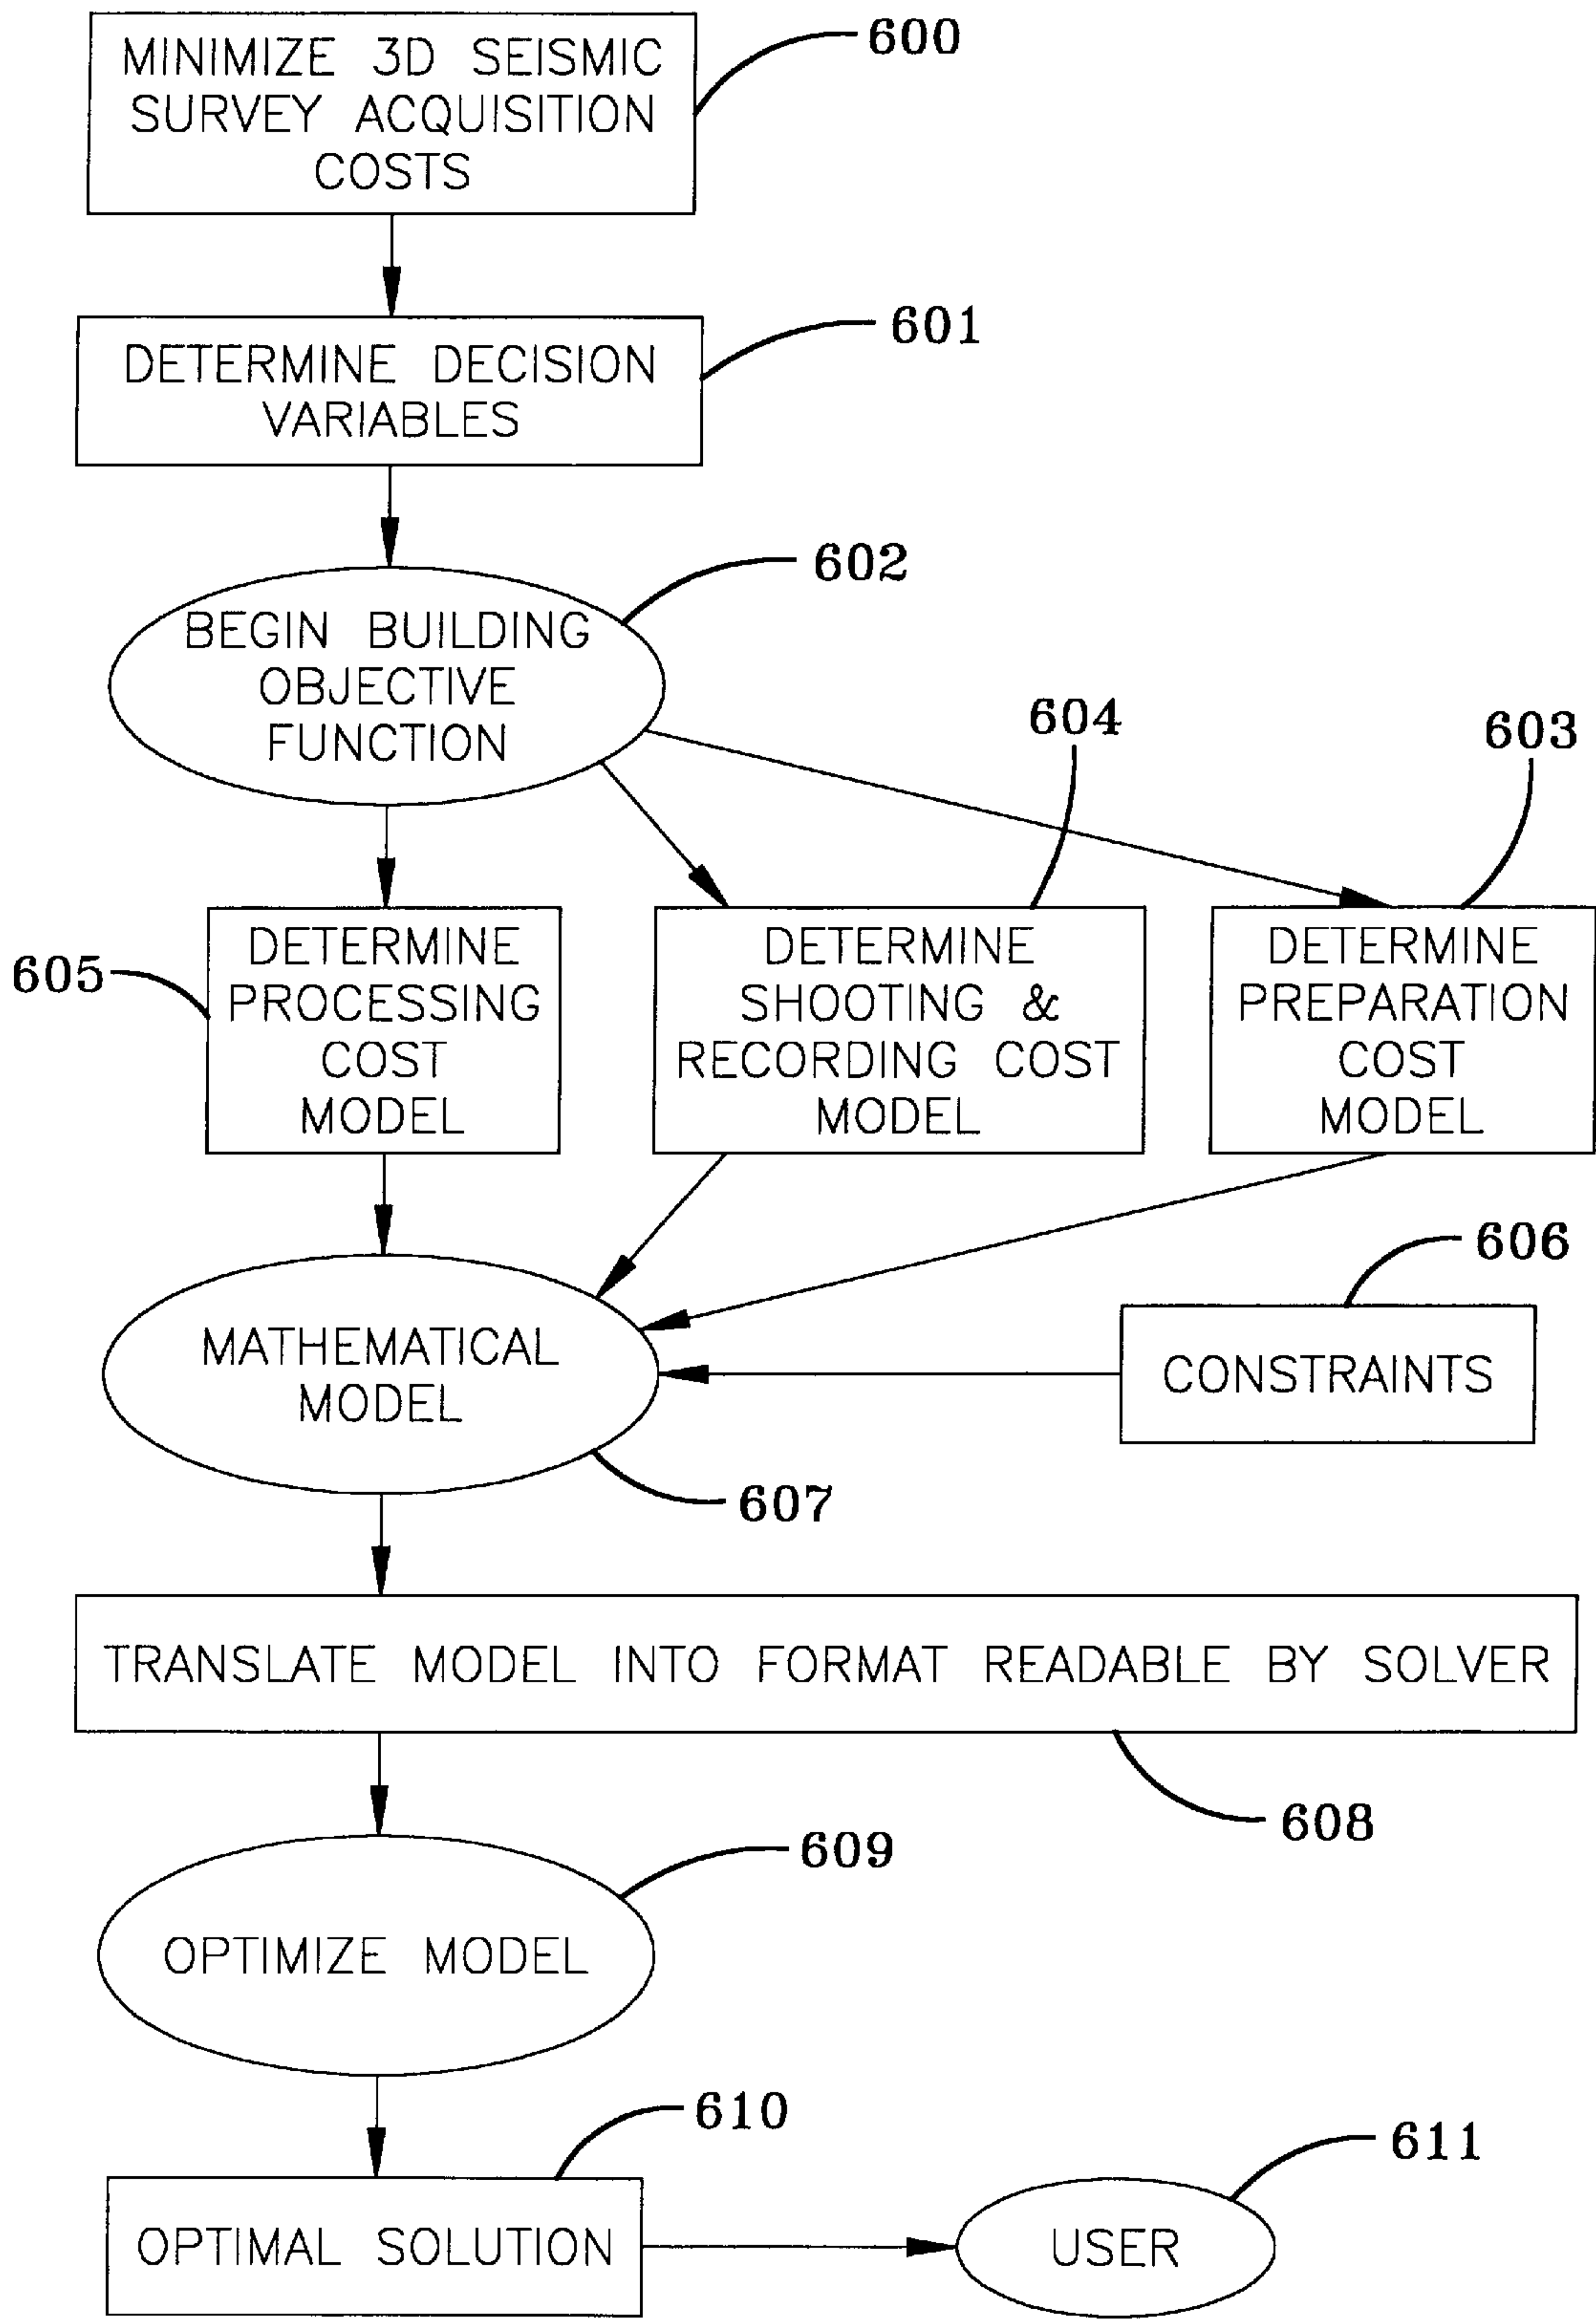 600
MINIMIZE 3D SEISMIC
SURVEY ACQUISITION
COSTS
601
DETERMINE DECISION
VARIABLES
602
BEGIN BUILDING
OBJECTIVE
FUNCTION
604
603
605
DETERMINE
PROCESSING
COST
MODEL
DETERMINE
SHOOTING &
RECORDING COST
MODEL
DETERMINE
PREPARATION
COST
MODEL
606
CONSTRAINTS
MATHEMATICAL
MODEL
607
TRANSLATE MODEL INTO FORMAT READABLE BY SOLVER
608
609
OPTIMIZE MODEL
610
611
OPTIMAL SOLUTION
USER